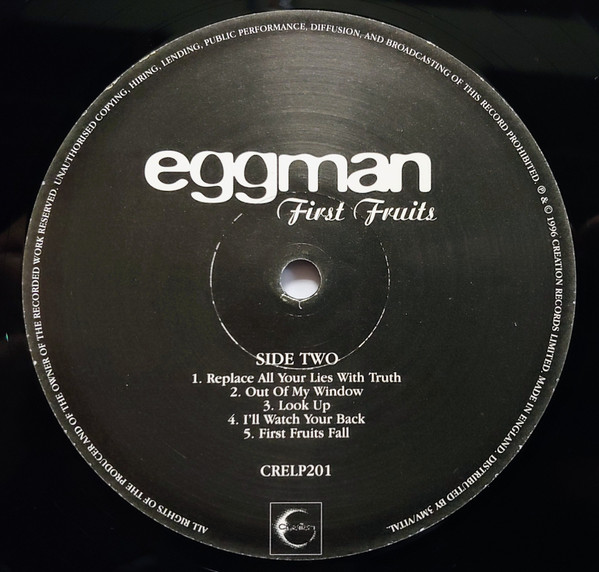 ALL RIGHTS OF THE PRODUCER AND OF THE OWNER OF THE RECORDED WORK RESERVED. UNAUTHORISED COPYING, HIRING, LENDING, PUBLIC PERFORMANCE, DIFFUSION, AND BROADCASTING OF THIS RECORD PROHIBITED. ℗ & © 1996 CREATION RECORDS LIMITED. MADE IN ENGLAND. DISTRIBUTED BY 3MV/VITAL.
eggman
First Fruits
SIDE TWO
1. Replace All Your Lies With Truth
2. Out Of My Window
3. Look Up
4. I'll Watch Your Back
5. First Fruits Fall
CRELP201
Creation